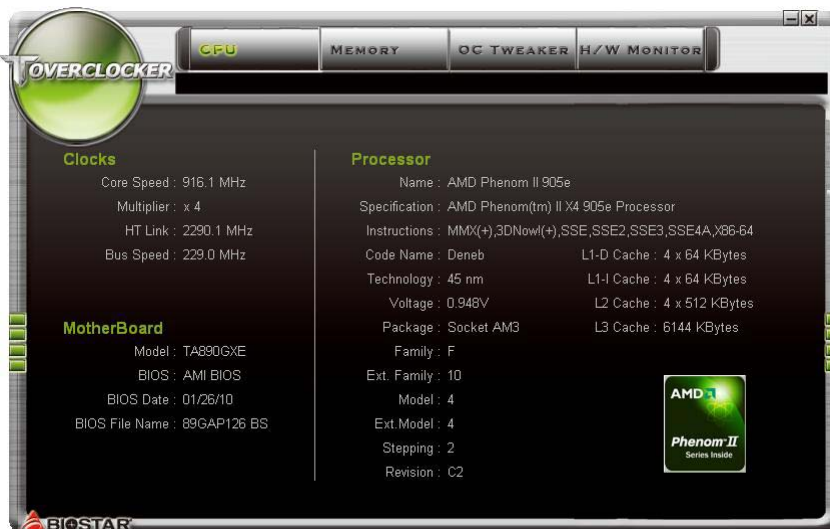 T OVERCLOCKER
CPU MEMORY OC TWEAKER H/W MONITOR
Clocks
Core Speed : 916.1 MHz
Multiplier : x 4
HT Link : 2290.1 MHz
Bus Speed : 229.0 MHz
MotherBoard
Model : TA890GXE
BIOS : AMI BIOS
BIOS Date : 01/26/10
BIOS File Name : 89GAP126 BS
Processor
Name : AMD Phenom II 905e
Specification : AMD Phenom(tm) II X4 905e Processor
Instructions : MMX(+),3DNow!(+),SSE,SSE2,SSE3,SSE4A,X86-64
Code Name : Deneb L1-D Cache : 4 x 64 KBytes
Technology : 45 nm L1-I Cache : 4 x 64 KBytes
Voltage : 0.948V L2 Cache : 4 x 512 KBytes
Package : Socket AM3 L3 Cache : 6144 KBytes
Family : F
Ext. Family : 10
Model : 4
Ext.Model : 4
Stepping : 2
Revision : C2
AMD
Phenom II
Series Inside
BIOSTAR